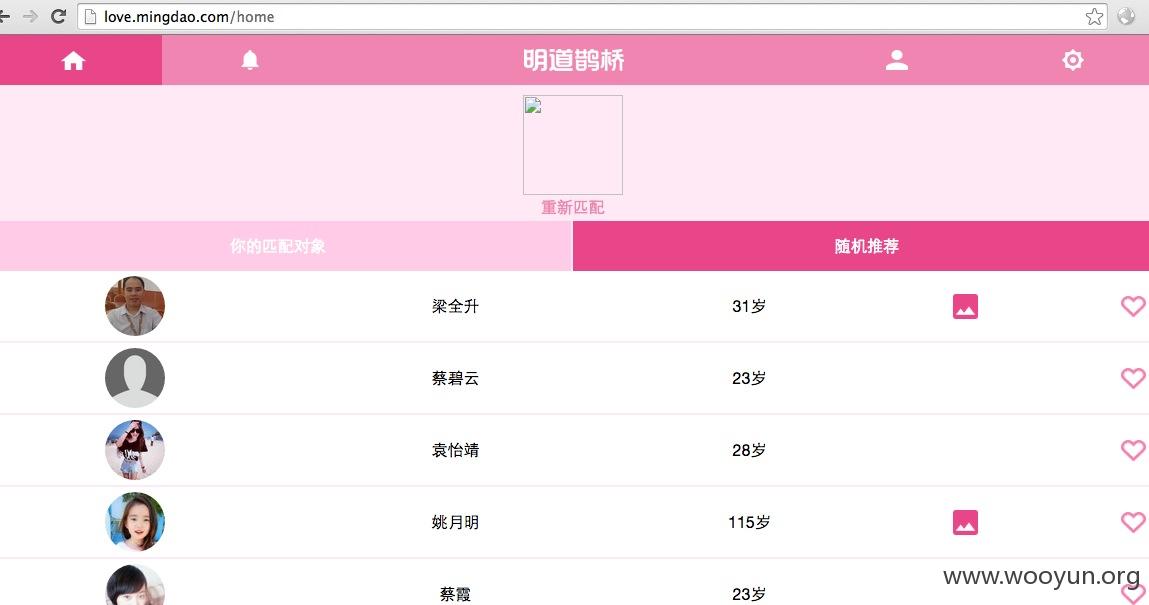 love.mingdao.com/home
明道鹊桥
重新匹配
你的匹配对象 随机推荐
梁全升 31岁
蔡碧云 23岁
袁怡靖 28岁
姚月明 115岁
蔡霞 23岁
www.wooyun.org